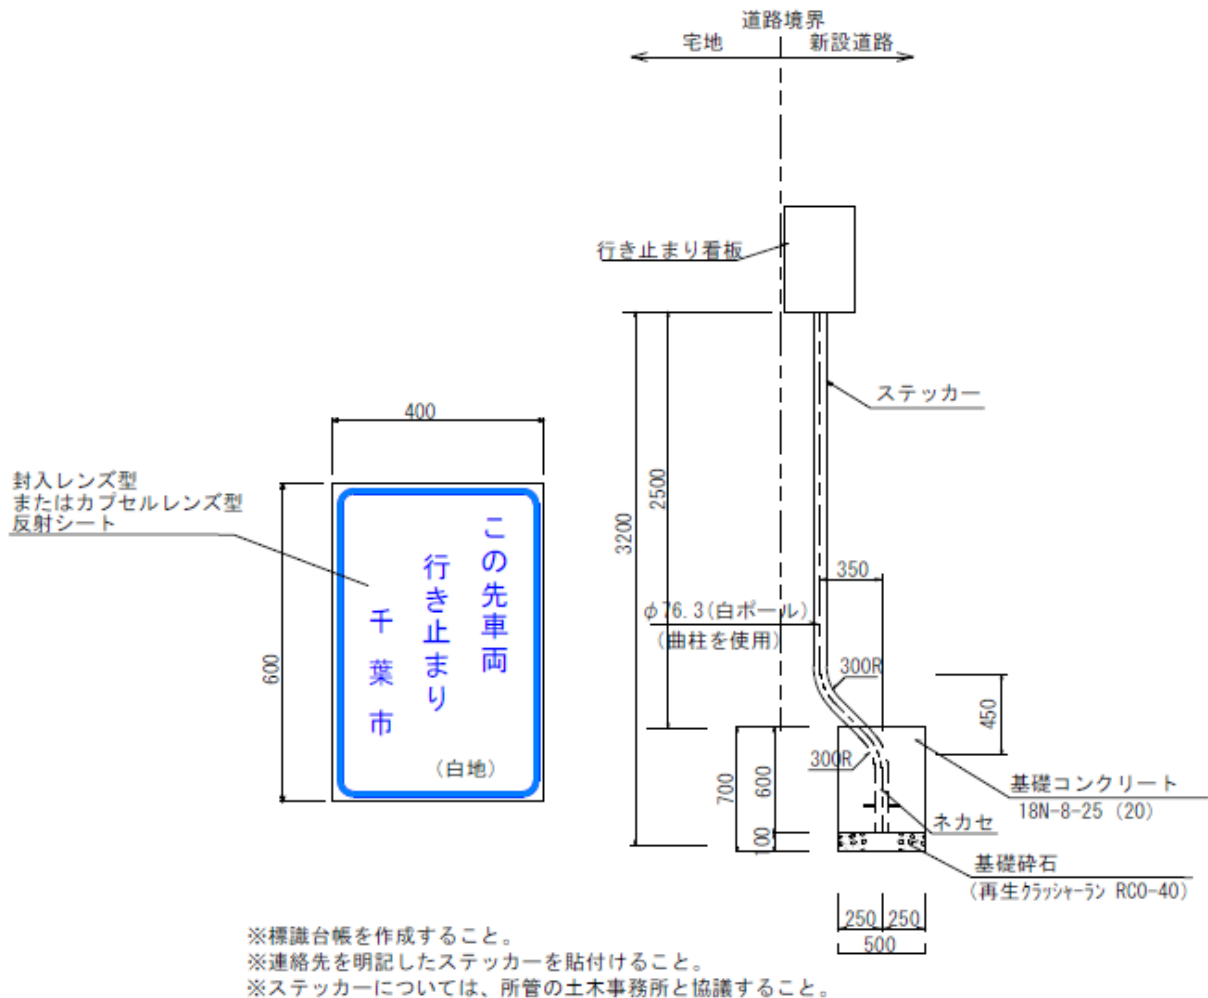 道路境界
宅地
新設道路
行き止まり看板
ステッカー
400
封入レンズ型
またはカプセルレンズ型
反射シート
600
この先車両
行き止まり
千葉市
(白地)
3200
2500
350
φ76.3(白ポール)
(曲柱を使用)
300R
450
300R
700
600
100
基礎コンクリート
18N-8-25 (20)
ネカセ
基礎砕石
(再生クラッシャーラン RC0-40)
250
250
500
※標識台帳を作成すること。
※連絡先を明記したステッカーを貼付けること。
※ステッカーについては、所管の土木事務所と協議すること。